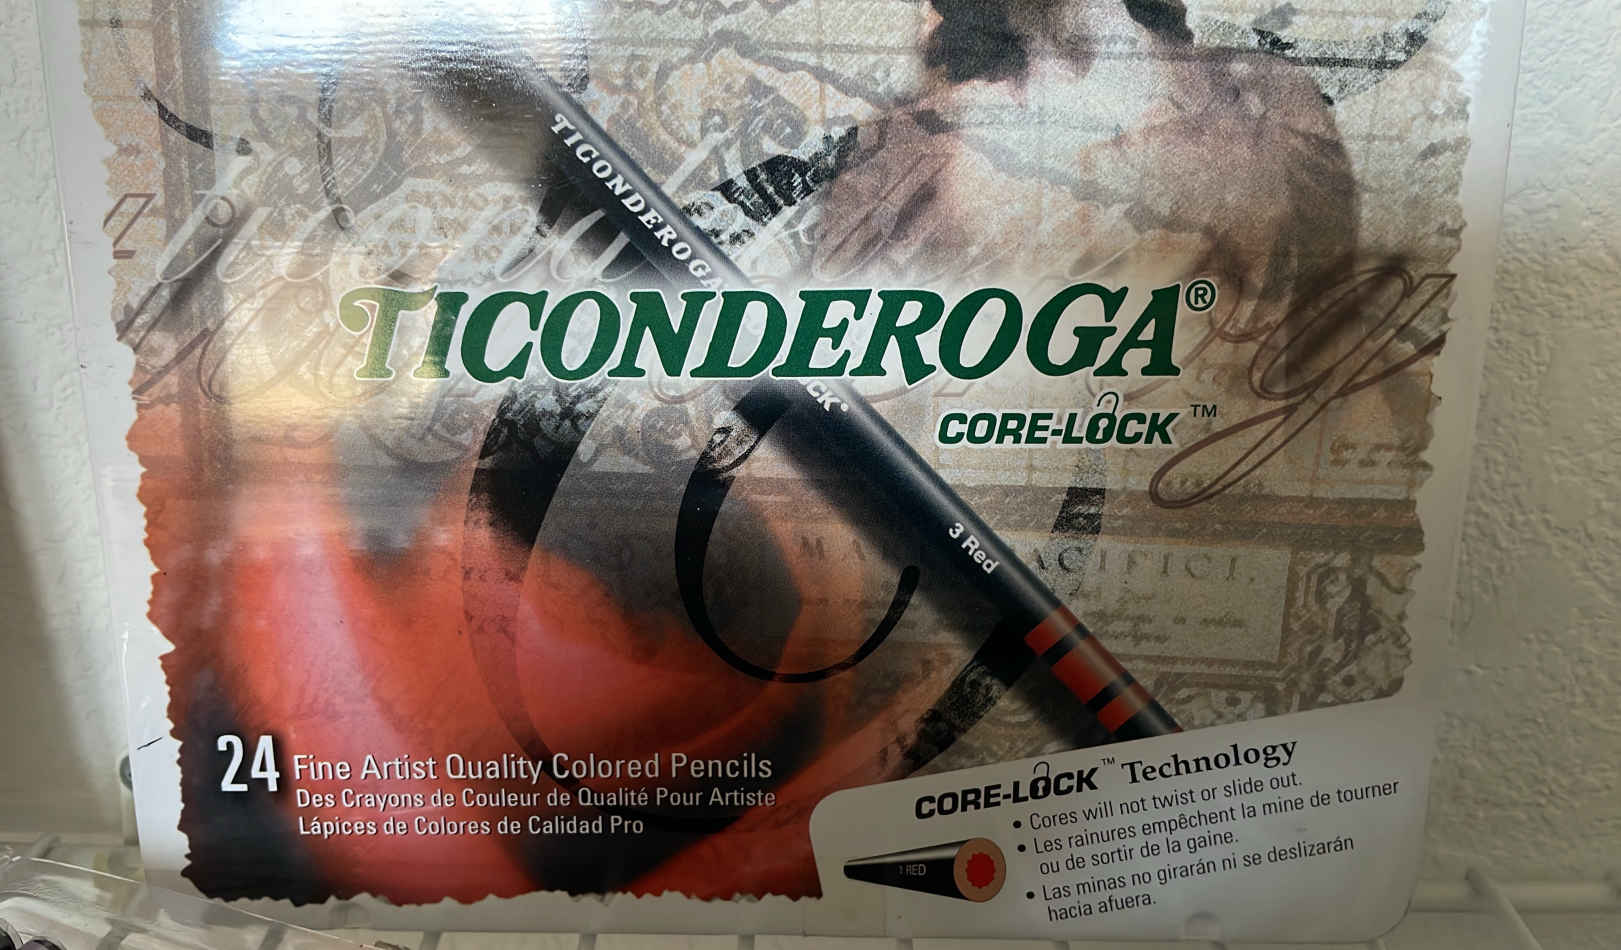 TICONDEROGA
TICONDEROGA®
CK®
CORE-LOCK™
3 Red
ACIFICI,
24 Fine Artist Quality Colored Pencils
Des Crayons de Couleur de Qualité Pour Artiste
Lápices de Colores de Calidad Pro
CORE-LOCK™ Technology
• Cores will not twist or slide out.
• Les rainures empêchent la mine de tourner
ou de sortir de la gaine.
• Las minas no girarán ni se deslizarán
hacia afuera.
1 RED